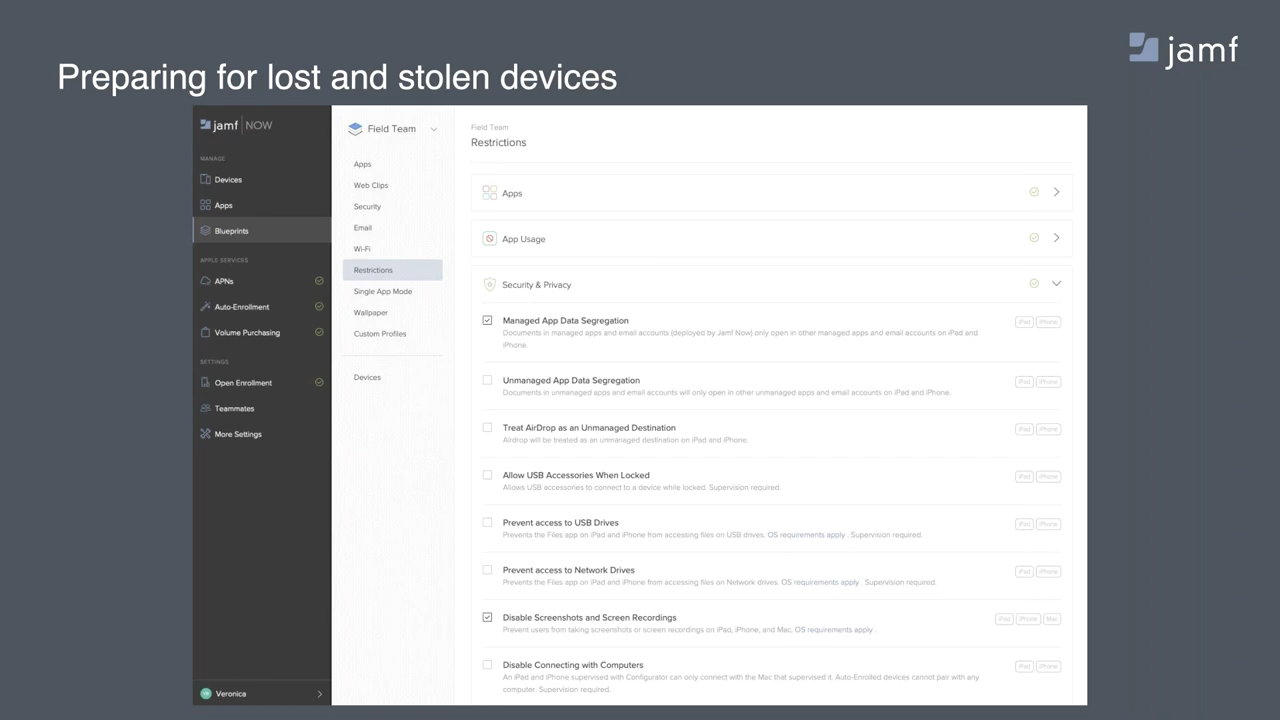 jamf
Preparing for lost and stolen devices
jamf NOW
MANAGE
Devices
Apps
Blueprints
APPLE SERVICES
APNs
Auto-Enrollment
Volume Purchasing
SETTINGS
Open Enrollment
Teammates
More Settings
VR Veronica
Field Team
Apps
Web Clips
Security
Email
Wi-Fi
Restrictions
Single App Mode
Wallpaper
Custom Profiles
Devices
Field Team
Restrictions
Apps
App Usage
Security & Privacy
Managed App Data Segregation iPad iPhone
Documents in managed apps and email accounts (deployed by Jamf Now) only open in other managed apps and email accounts on iPad and
iPhone.
Unmanaged App Data Segregation iPad iPhone
Documents in unmanaged apps and email accounts will only open in other unmanaged apps and email accounts on iPad and iPhone.
Treat AirDrop as an Unmanaged Destination iPad iPhone
Airdrop will be treated as an unmanaged destination on iPad and iPhone.
Allow USB Accessories When Locked iPad iPhone
Allows USB accessories to connect to a device while locked. Supervision required.
Prevent access to USB Drives iPad iPhone
Prevents the Files app on iPad and iPhone from accessing files on USB drives. OS requirements apply . Supervision required.
Prevent access to Network Drives iPad iPhone
Prevents the Files app on iPad and iPhone from accessing files on Network drives. OS requirements apply . Supervision required.
Disable Screenshots and Screen Recordings iPad iPhone Mac
Prevent users from taking screenshots or screen recordings on iPad, iPhone, and Mac. OS requirements apply .
Disable Connecting with Computers iPad iPhone
An iPad and iPhone supervised with Configurator can only connect with the Mac that supervised it. Auto-Enrolled devices cannot pair with any
computer. Supervision required.